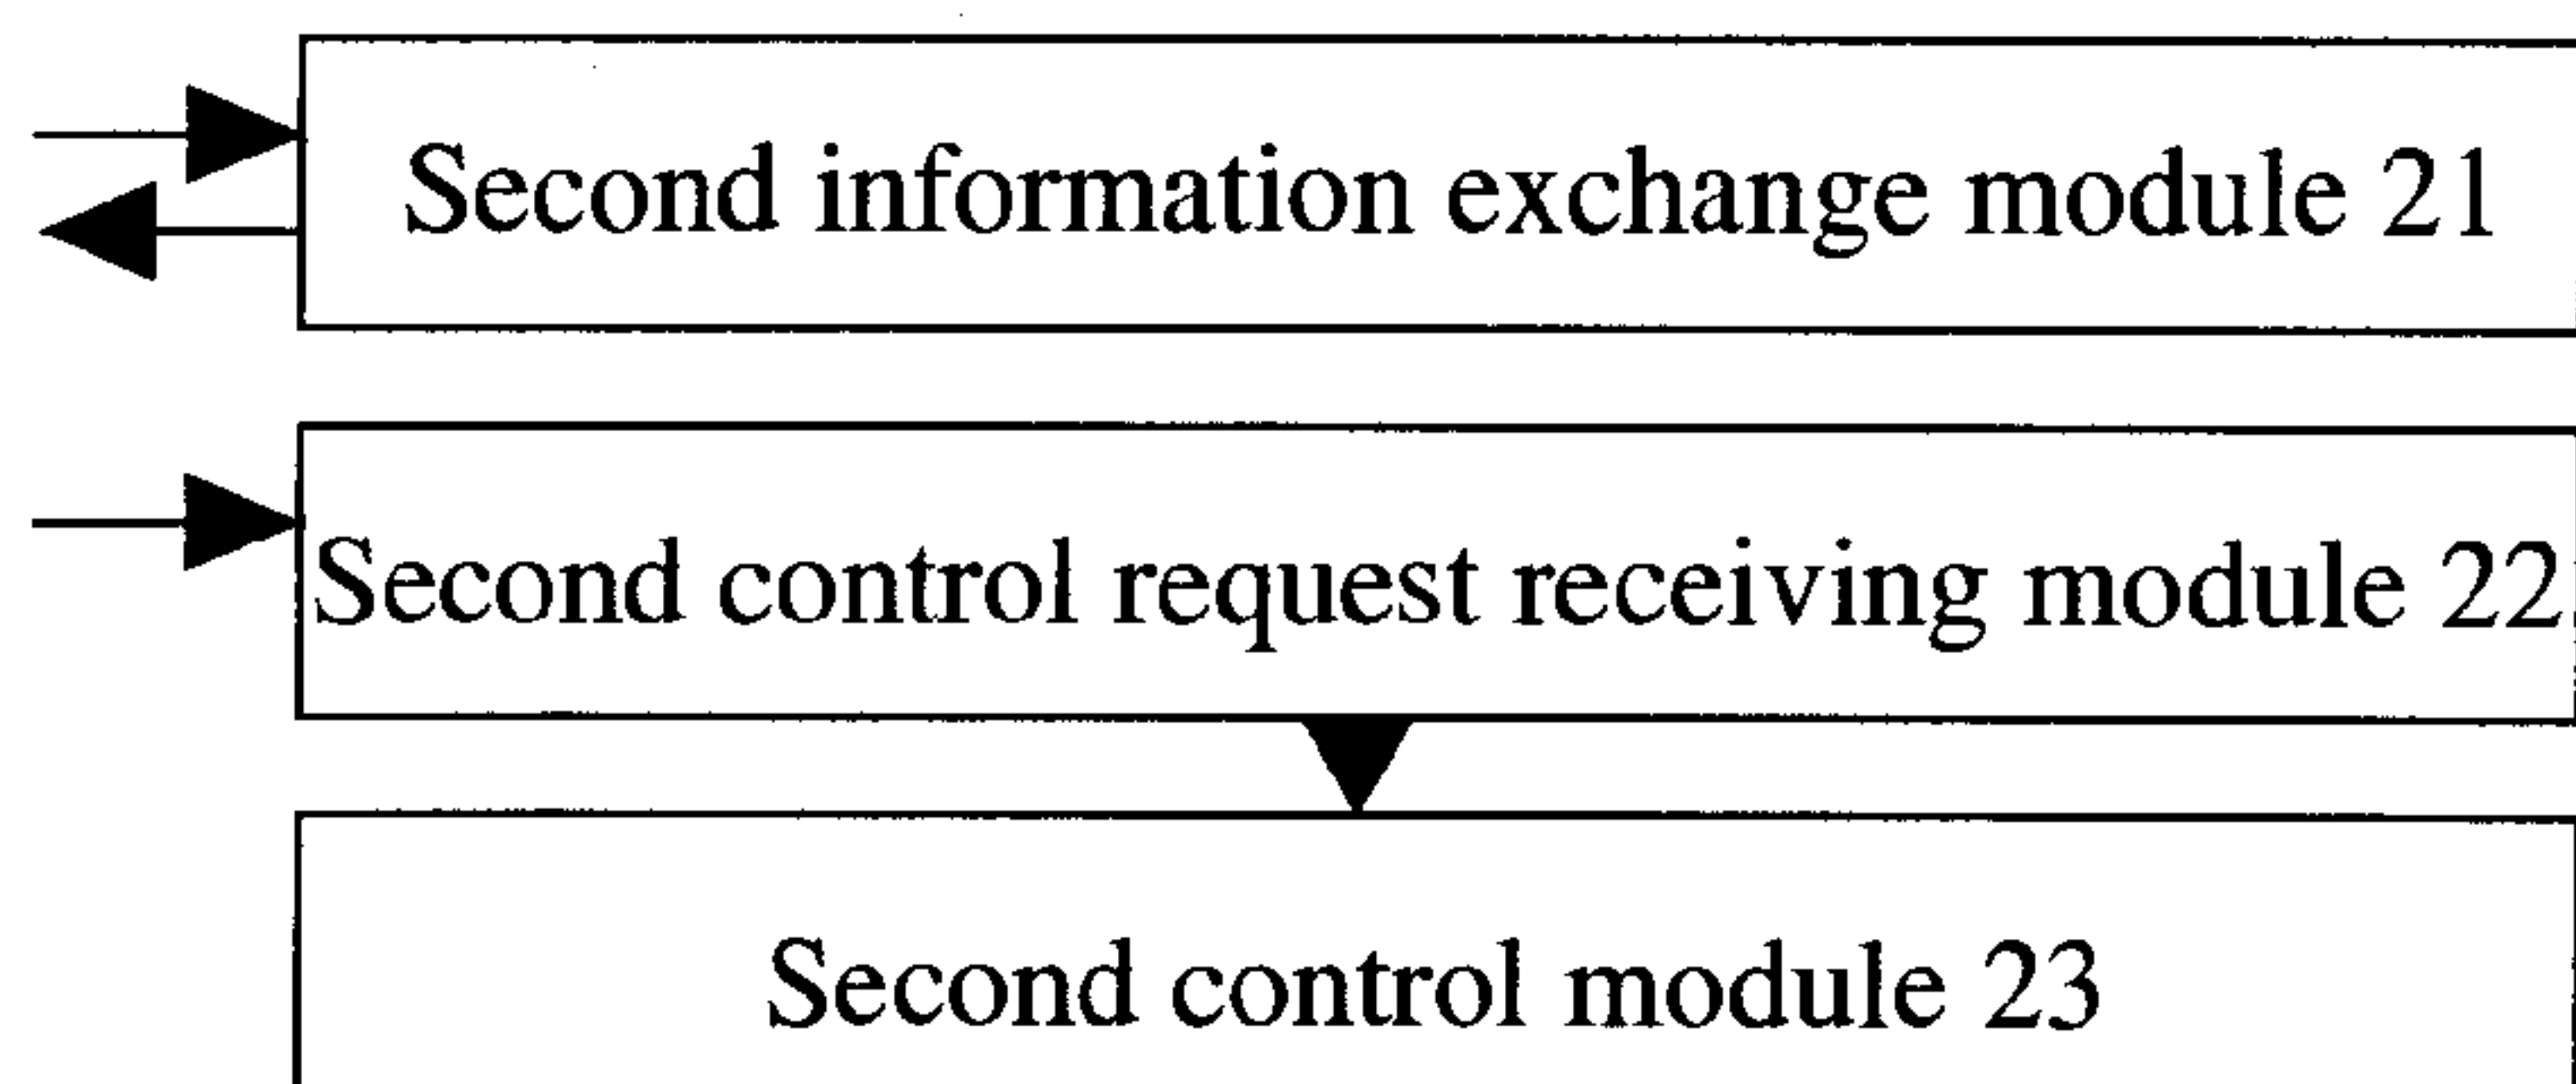 Second information exchange module 21
Second control request receiving module 22
Second control module 23